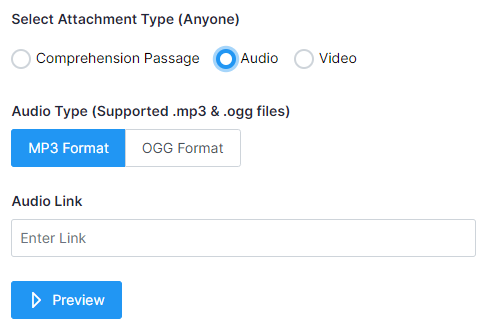 Select Attachment Type (Anyone)
Comprehension Passage Audio Video
Audio Type (Supported .mp3 & .ogg files)
MP3 Format OGG Format
Audio Link
Enter Link
Preview